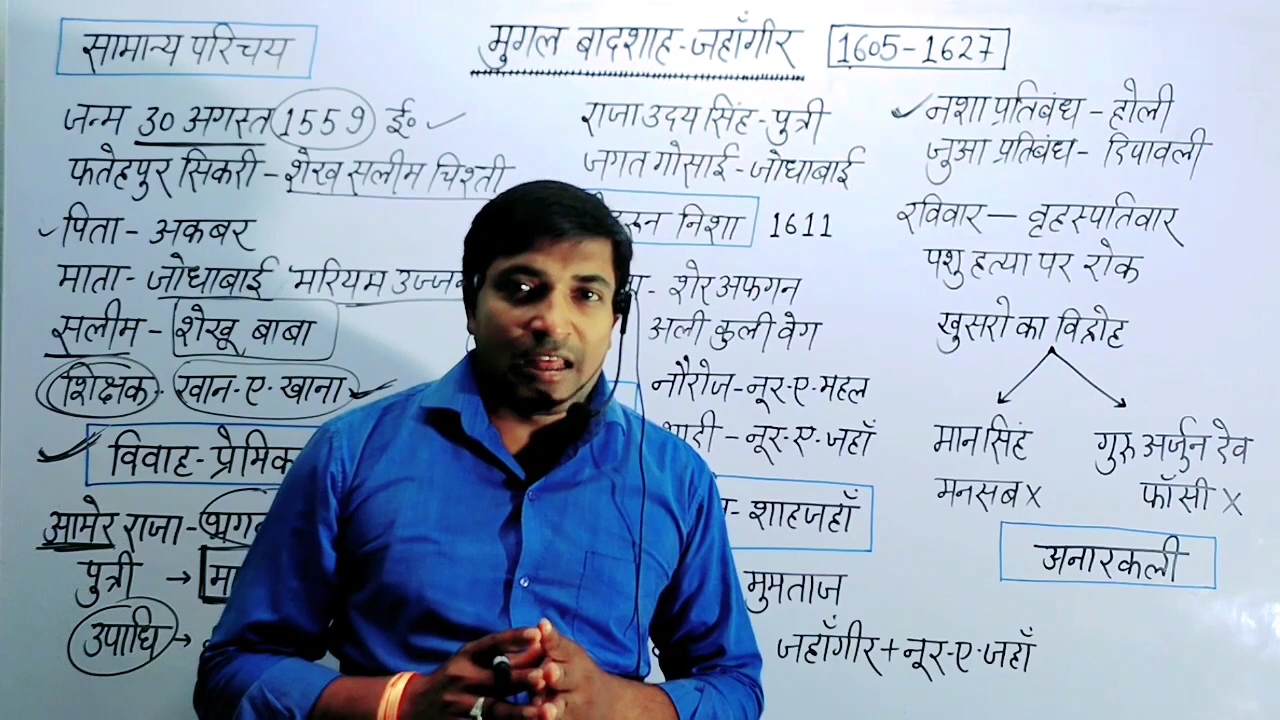 सामान्य परिचय
मुगल बादशाह-जहाँगीर 1605-1627
जन्म 30 अगस्त 1559 ई॰
फतेहपुर सिकरी - शेख सलीम चिश्ती
पिता - अकबर
माता - जोधाबाई मरियम उज्ज
सलीम - शेखू बाबा
शिक्षक - खान-ए-खाना
विवाह - प्रेमिक
आमेर राजा - भग
पुत्री → मा
उपाधि →
राजा उदय सिंह - पुत्री
जगत गोसाई - जोधाबाई
निशा 1611
- शेर अफगन
अली कुली वेग
नौरोज - नूर-ए-महल
शादी - नूर-ए-जहाँ
- शाहजहाँ
मुमताज
जहाँगीर + नूर-ए-जहाँ
नशा प्रतिबंध - होली
जुआ प्रतिबंध - दिपावली
रविवार - वृहस्पतिवार
पशु हत्या पर रोक
खुसरो का विद्रोह
मान सिंह गुरु अर्जुन देव
मनसब X फाँसी X
अनारकली